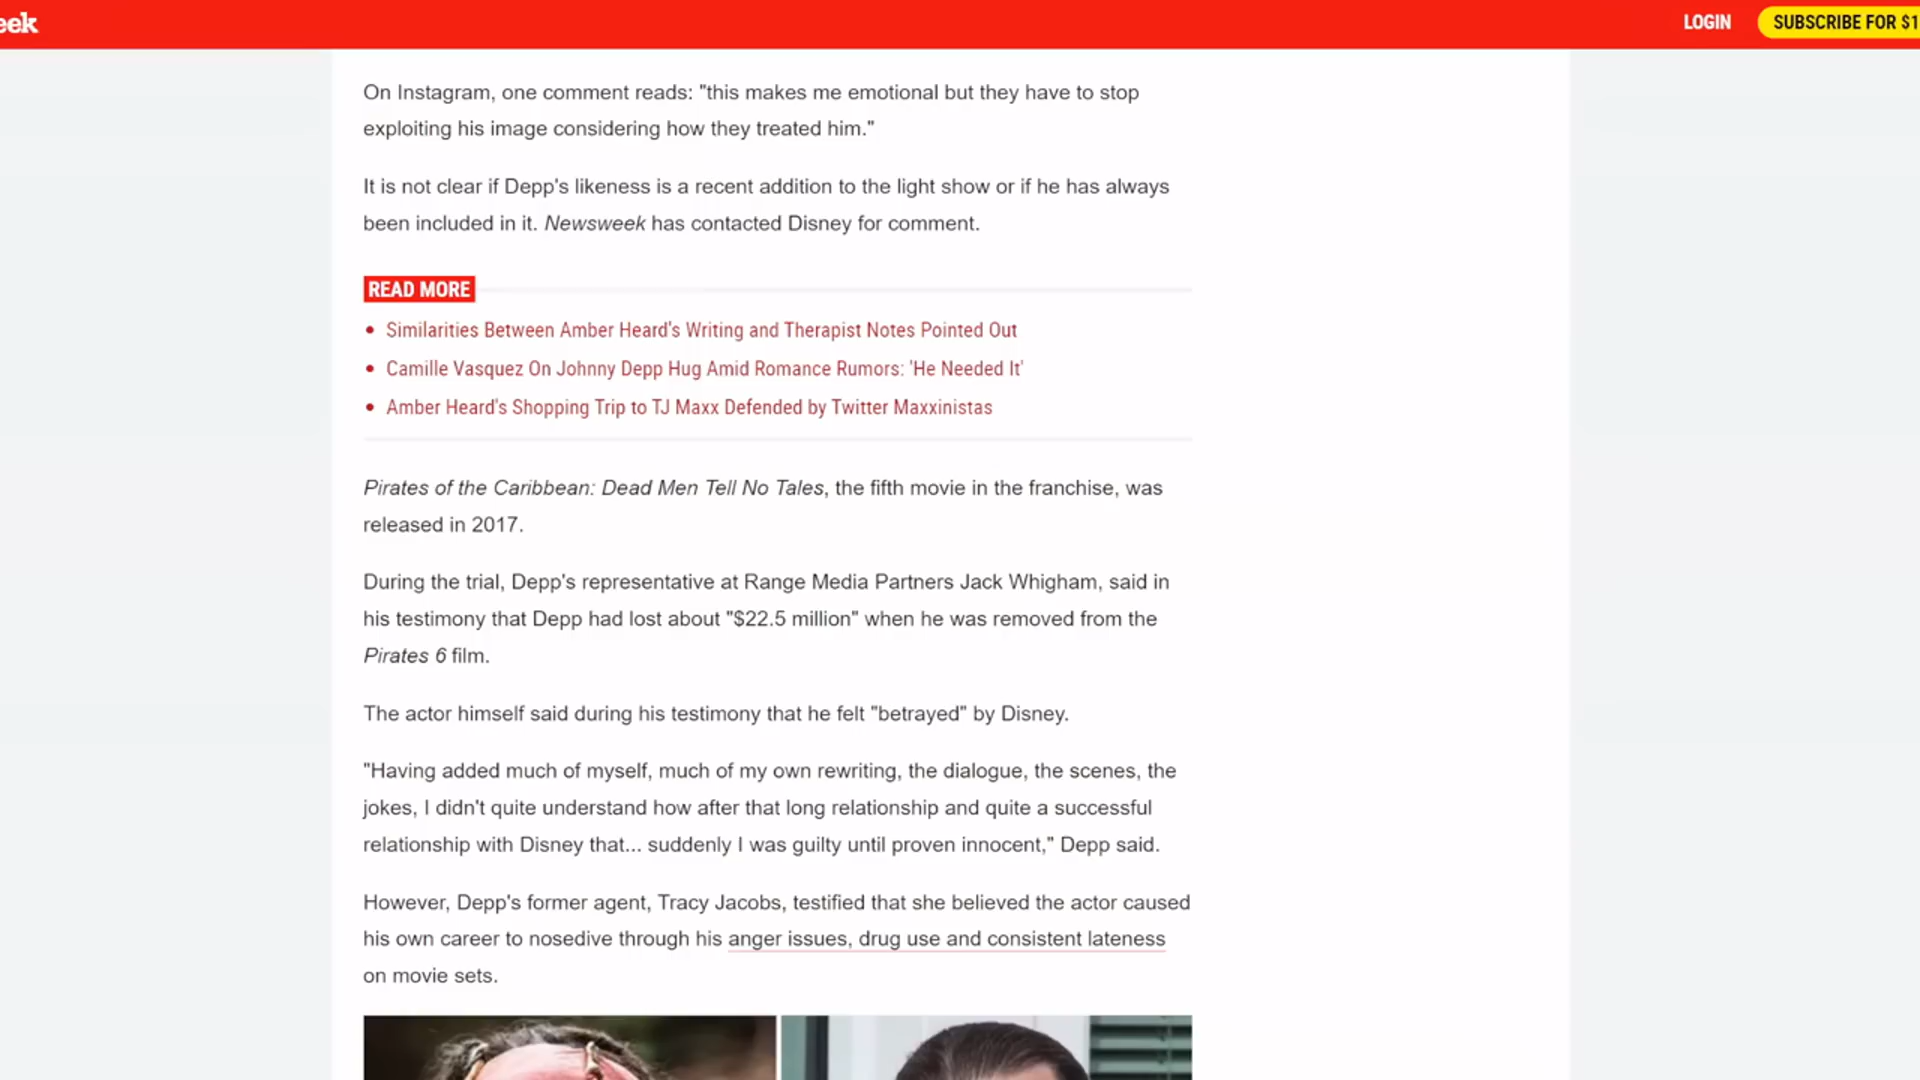 eek
LOGIN
SUBSCRIBE FOR $1
On Instagram, one comment reads: "this makes me emotional but they have to stop
exploiting his image considering how they treated him."
It is not clear if Depp's likeness is a recent addition to the light show or if he has always
been included in it. Newsweek has contacted Disney for comment.
READ MORE
• Similarities Between Amber Heard's Writing and Therapist Notes Pointed Out
• Camille Vasquez On Johnny Depp Hug Amid Romance Rumors: 'He Needed It'
• Amber Heard's Shopping Trip to TJ Maxx Defended by Twitter Maxxinistas
Pirates of the Caribbean: Dead Men Tell No Tales, the fifth movie in the franchise, was
released in 2017.
During the trial, Depp's representative at Range Media Partners Jack Whigham, said in
his testimony that Depp had lost about "$22.5 million" when he was removed from the
Pirates 6 film.
The actor himself said during his testimony that he felt "betrayed" by Disney.
"Having added much of myself, much of my own rewriting, the dialogue, the scenes, the
jokes, I didn't quite understand how after that long relationship and quite a successful
relationship with Disney that... suddenly I was guilty until proven innocent," Depp said.
However, Depp's former agent, Tracy Jacobs, testified that she believed the actor caused
his own career to nosedive through his anger issues, drug use and consistent lateness
on movie sets.